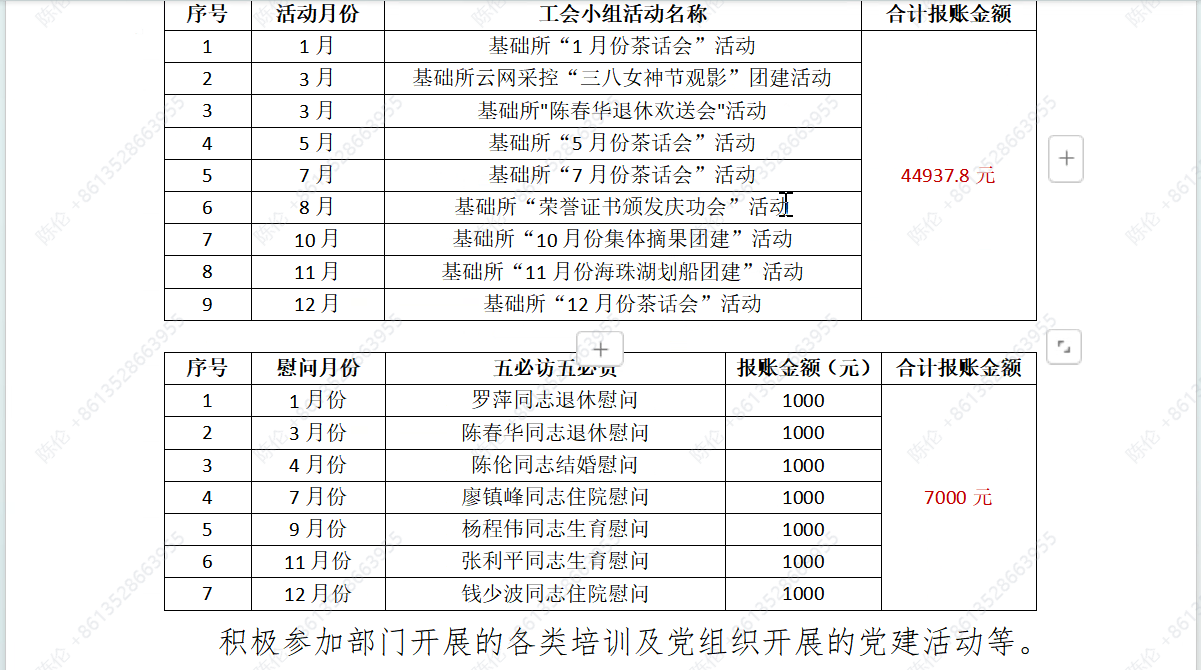 序号 活动月份 工会小组活动名称 合计报账金额
1 1 月 基础所“1 月份茶话会”活动
2 3 月 基础所云网采控“三八女神节观影”团建活动
3 3 月 基础所"陈春华退休欢送会"活动
4 5 月 基础所“5 月份茶话会”活动
5 7 月 基础所“7 月份茶话会”活动 44937.8 元
6 8 月 基础所“荣誉证书颁发庆功会”活动
7 10 月 基础所“10 月份集体摘果团建”活动
8 11 月 基础所“11 月份海珠湖划船团建”活动
9 12 月 基础所“12 月份茶话会”活动
序号 慰问月份 五必访五必贺 报账金额（元） 合计报账金额
1 1 月份 罗萍同志退休慰问 1000
2 3 月份 陈春华同志退休慰问 1000
3 4 月份 陈伦同志结婚慰问 1000
4 7 月份 廖镇峰同志住院慰问 1000 7000 元
5 9 月份 杨程伟同志生育慰问 1000
6 11 月份 张利平同志生育慰问 1000
7 12 月份 钱少波同志住院慰问 1000
积极参加部门开展的各类培训及党组织开展的党建活动等。
陈伦 +8613528663955